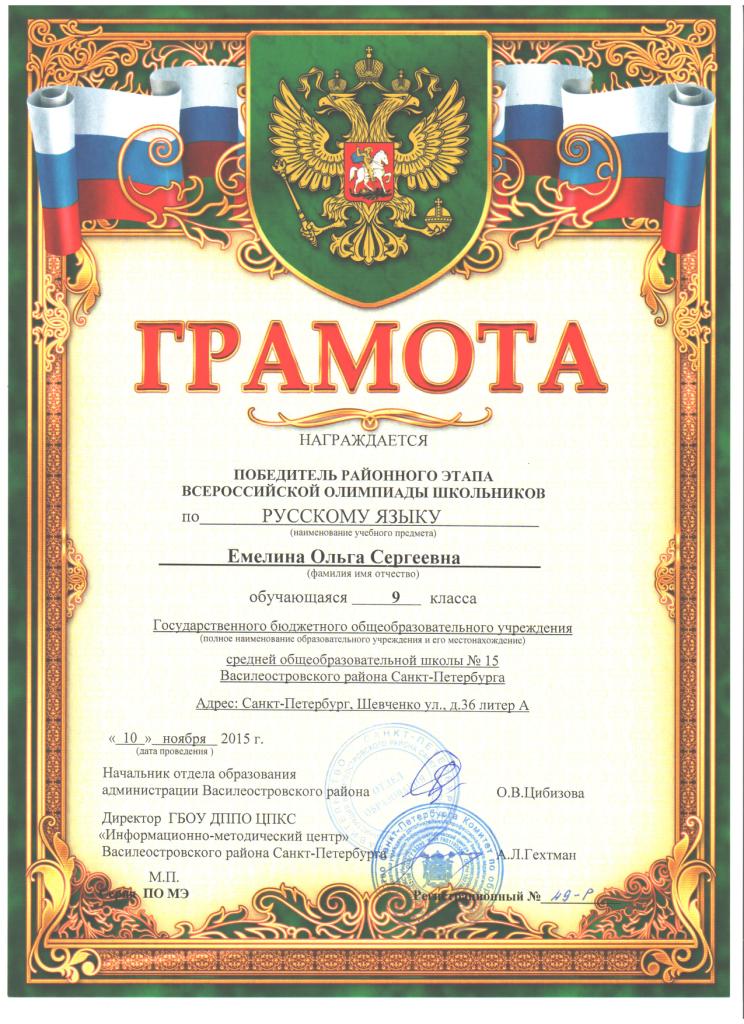 ГРАМОТА
НАГРАЖДАЕТСЯ
ПОБЕДИТЕЛЬ РАЙОННОГО ЭТАПА
ВСЕРОССИЙСКОЙ ОЛИМПИАДЫ ШКОЛЬНИКОВ
по РУССКОМУ ЯЗЫКУ
(наименование учебного предмета)
Емелина Ольга Сергеевна
(фамилия имя отчество)
обучающаяся 9 класса
Государственного бюджетного общеобразовательного учреждения
(полное наименование образовательного учреждения и его местонахождение)
средней общеобразовательной школы № 15
Василеостровского района Санкт-Петербурга
Адрес: Санкт-Петербург, Шевченко ул., д.36 литер А
« 10 » ноября 2015 г.
(дата проведения )
Начальник отдела образования
администрации Василеостровского района О.В.Цибизова
Директор ГБОУ ДППО ЦПКС
«Информационно-методический центр»
Василеостровского района Санкт-Петербурга А.Л.Гехтман
М.П.
ПО МЭ Регистрационный № 49-Р